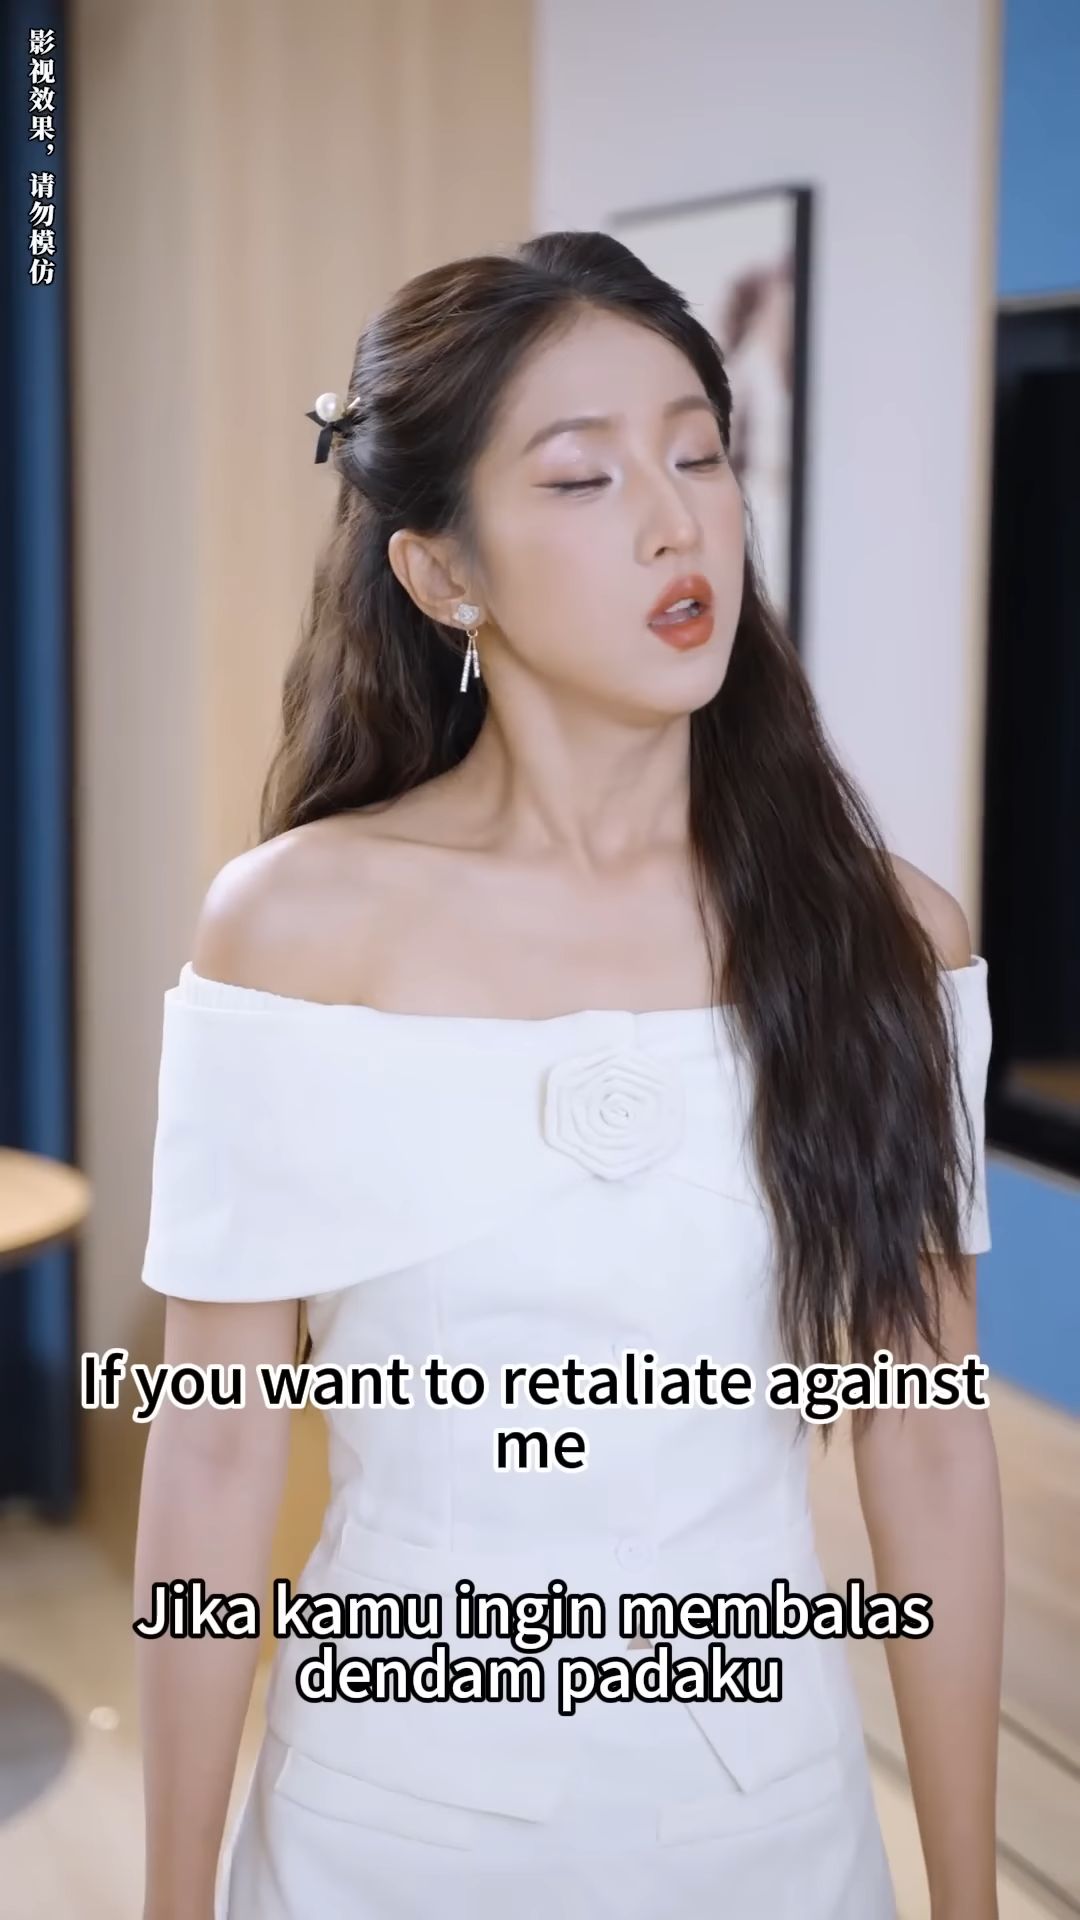 影视效果，请勿模仿
If you want to retaliate against
me
Jika kamu ingin membalas
dendam padaku